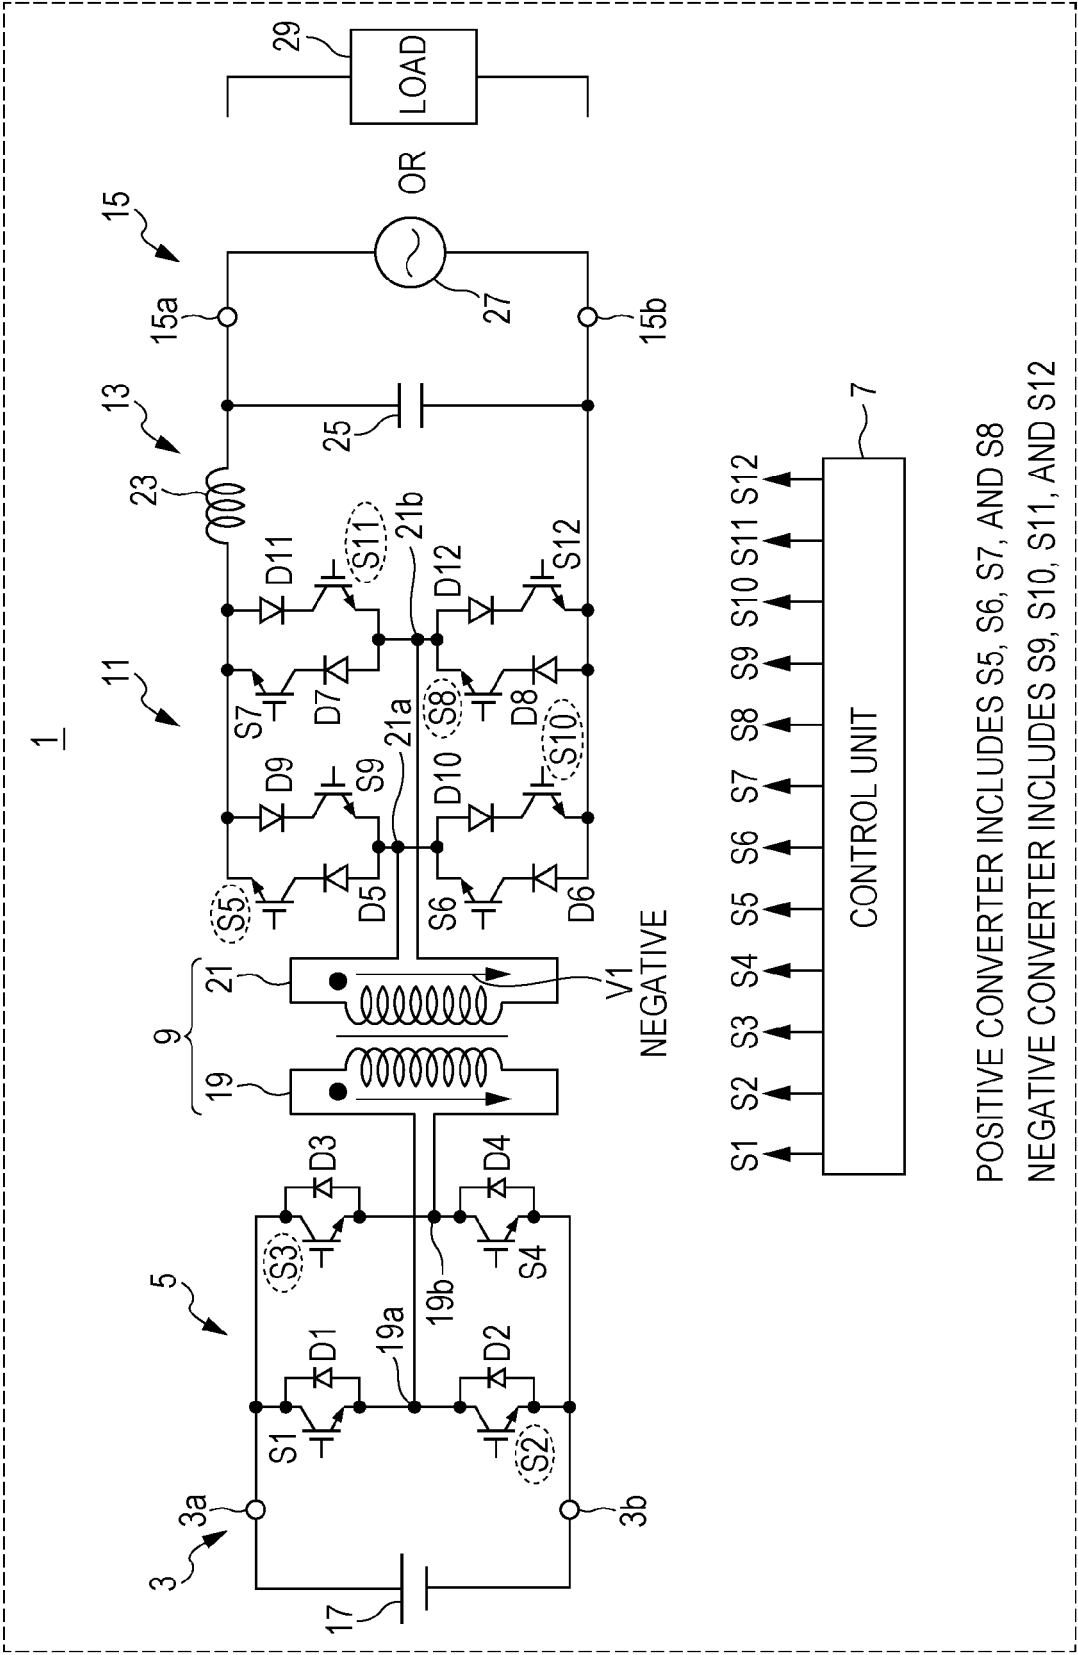 1
3
3a
3b
17
5
S1
D1
S2
D2
S3
D3
S4
D4
19a
19b
9
19
21
V1
NEGATIVE
11
S5
D5
S6
D6
D9
S9
D10
S10
21a
S7
D7
S8
D8
D11
S11
D12
S12
21b
13
23
25
15
15a
15b
27
OR
29
LOAD
S1 S2 S3 S4 S5 S6 S7 S8 S9 S10 S11 S12
CONTROL UNIT
7
POSITIVE CONVERTER INCLUDES S5, S6, S7, AND S8
NEGATIVE CONVERTER INCLUDES S9, S10, S11, AND S12